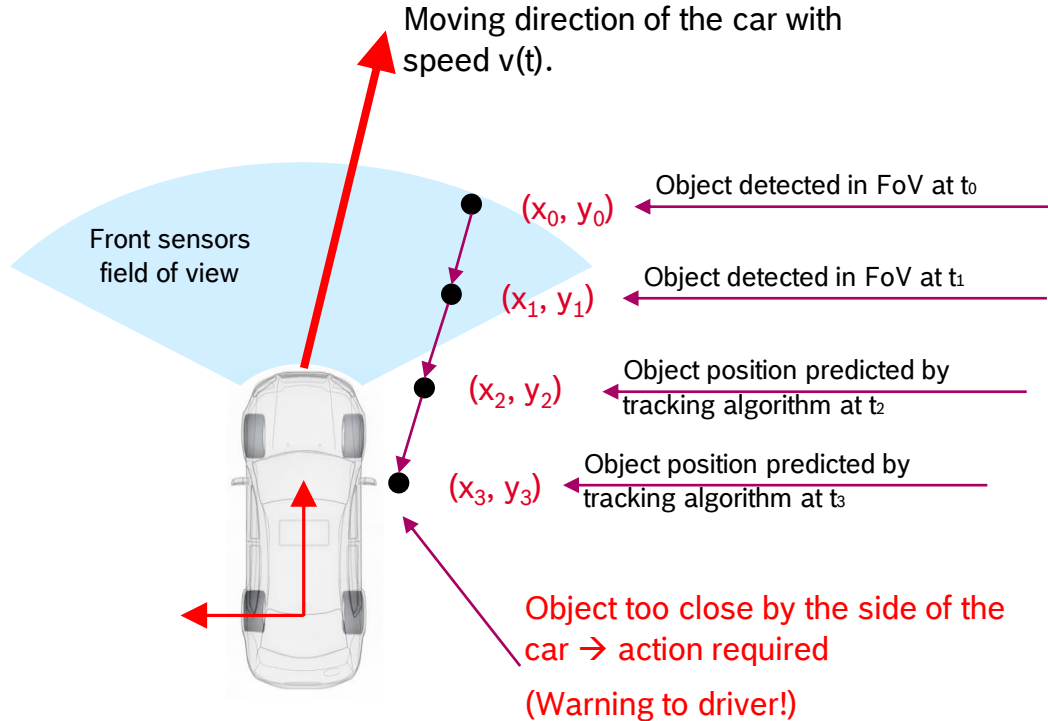 Moving direction of the car with
speed v(t).
Object detected in FoV at t₀
(x₀, y₀)
Front sensors
field of view
Object detected in FoV at t₁
(x₁, y₁)
Object position predicted by
tracking algorithm at t₂
(x₂, y₂)
Object position predicted by
tracking algorithm at t₃
(x₃, y₃)
Object too close by the side of the
car → action required
(Warning to driver!)